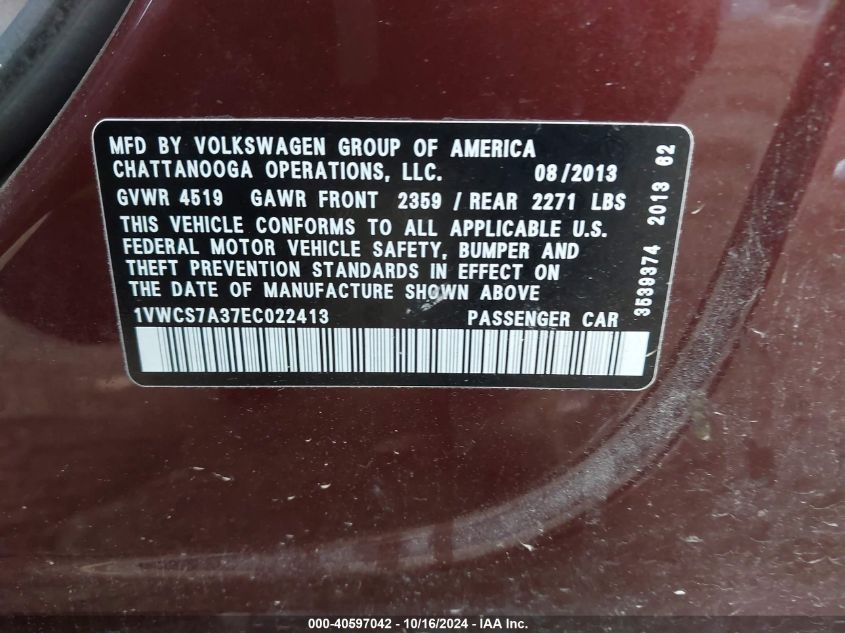 MFD BY VOLKSWAGEN GROUP OF AMERICA
CHATTANOOGA OPERATIONS, LLC. 08/2013
GVWR 4519 GAWR FRONT 2359 / REAR 2271 LBS
THIS VEHICLE CONFORMS TO ALL APPLICABLE U.S.
FEDERAL MOTOR VEHICLE SAFETY, BUMPER AND
THEFT PREVENTION STANDARDS IN EFFECT ON
THE DATE OF MANUFACTURE SHOWN ABOVE
1VWCS7A37EC022413 PASSENGER CAR
3539374 2013 62
000-40597042 - 10/16/2024 - IAA Inc.